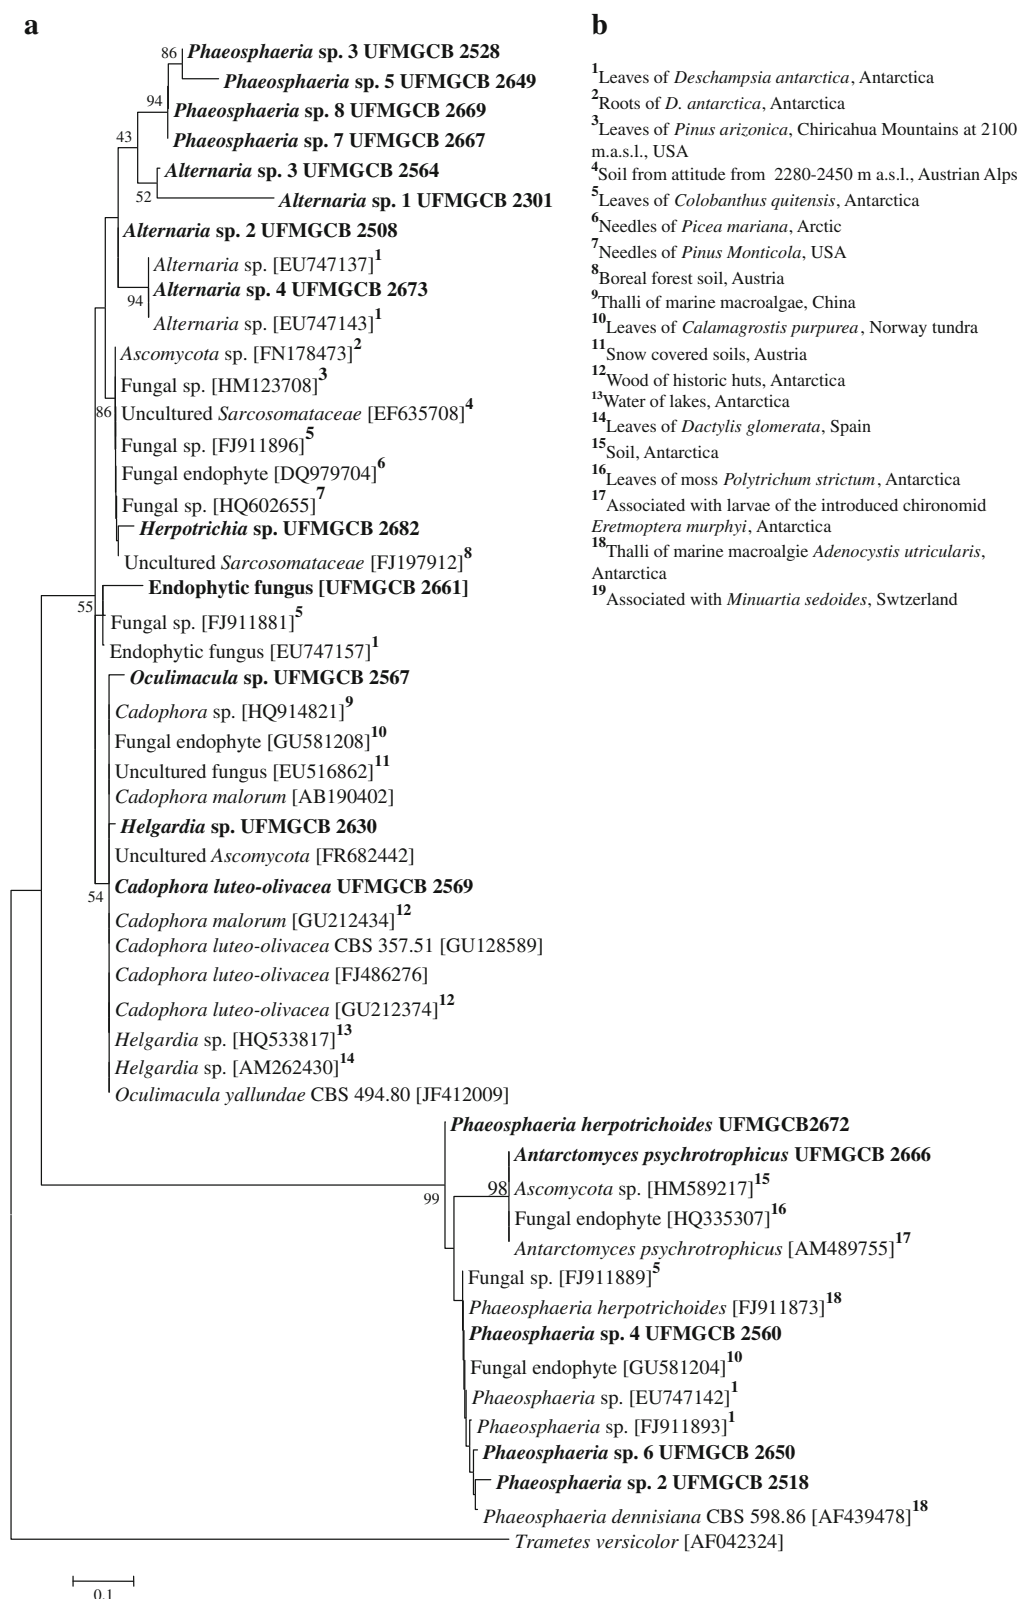 a
86 Phaeosphaeria sp. 3 UFMGCB 2528
Phaeosphaeria sp. 5 UFMGCB 2649
94 Phaeosphaeria sp. 8 UFMGCB 2669
43 Phaeosphaeria sp. 7 UFMGCB 2667
Alternaria sp. 3 UFMGCB 2564
52 Alternaria sp. 1 UFMGCB 2301
Alternaria sp. 2 UFMGCB 2508
Alternaria sp. [EU747137]1
94 Alternaria sp. 4 UFMGCB 2673
Alternaria sp. [EU747143]1
Ascomycota sp. [FN178473]2
Fungal sp. [HM123708]3
86 Uncultured Sarcosomataceae [EF635708]4
Fungal sp. [FJ911896]5
Fungal endophyte [DQ979704]6
Fungal sp. [HQ602655]7
Herpotrichia sp. UFMGCB 2682
Uncultured Sarcosomataceae [FJ197912]8
Endophytic fungus [UFMGCB 2661]
55 Fungal sp. [FJ911881]5
Endophytic fungus [EU747157]1
Oculimacula sp. UFMGCB 2567
Cadophora sp. [HQ914821]9
Fungal endophyte [GU581208]10
Uncultured fungus [EU516862]11
Cadophora malorum [AB190402]
Helgardia sp. UFMGCB 2630
Uncultured Ascomycota [FR682442]
54 Cadophora luteo-olivacea UFMGCB 2569
Cadophora malorum [GU212434]12
Cadophora luteo-olivacea CBS 357.51 [GU128589]
Cadophora luteo-olivacea [FJ486276]
Cadophora luteo-olivacea [GU212374]12
Helgardia sp. [HQ533817]13
Helgardia sp. [AM262430]14
Oculimacula yallundae CBS 494.80 [JF412009]
Phaeosphaeria herpotrichoides UFMGCB2672
Antarctomyces psychrotrophicus UFMGCB 2666
99 98 Ascomycota sp. [HM589217]15
Fungal endophyte [HQ335307]16
Antarctomyces psychrotrophicus [AM489755]17
Fungal sp. [FJ911889]5
Phaeosphaeria herpotrichoides [FJ911873]18
Phaeosphaeria sp. 4 UFMGCB 2560
Fungal endophyte [GU581204]10
Phaeosphaeria sp. [EU747142]1
Phaeosphaeria sp. [FJ911893]1
Phaeosphaeria sp. 6 UFMGCB 2650
Phaeosphaeria sp. 2 UFMGCB 2518
Phaeosphaeria dennisiana CBS 598.86 [AF439478]18
Trametes versicolor [AF042324]
0.1
b
1Leaves of Deschampsia antarctica, Antarctica
2Roots of D. antarctica, Antarctica
3Leaves of Pinus arizonica, Chiricahua Mountains at 2100
m.a.s.l., USA
4Soil from attitude from 2280-2450 m a.s.l., Austrian Alps
5Leaves of Colobanthus quitensis, Antarctica
6Needles of Picea mariana, Arctic
7Needles of Pinus Monticola, USA
8Boreal forest soil, Austria
9Thalli of marine macroalgae, China
10Leaves of Calamagrostis purpurea, Norway tundra
11Snow covered soils, Austria
12Wood of historic huts, Antarctica
13Water of lakes, Antarctica
14Leaves of Dactylis glomerata, Spain
15Soil, Antarctica
16Leaves of moss Polytrichum strictum, Antarctica
17Associated with larvae of the introduced chironomid
Eretmoptera murphyi, Antarctica
18Thalli of marine macroalgie Adenocystis utricularis,
Antarctica
19Associated with Minuartia sedoides, Swtzerland